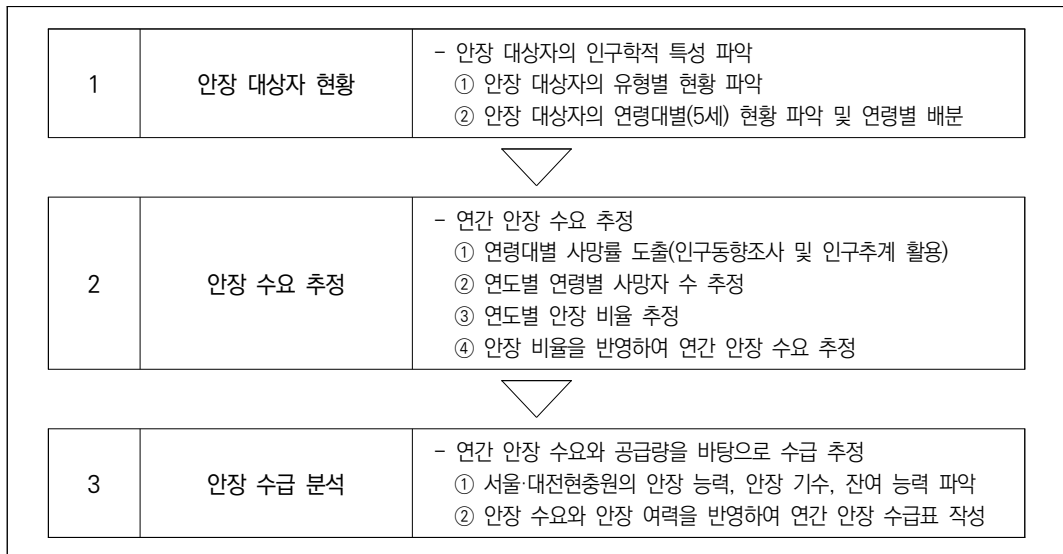 1
안장 대상자 현황
- 안장 대상자의 인구학적 특성 파악
① 안장 대상자의 유형별 현황 파악
② 안장 대상자의 연령대별(5세) 현황 파악 및 연령별 배분
2
안장 수요 추정
- 연간 안장 수요 추정
① 연령대별 사망률 도출(인구동향조사 및 인구추계 활용)
② 연도별 연령별 사망자 수 추정
③ 연도별 안장 비율 추정
④ 안장 비율을 반영하여 연간 안장 수요 추정
3
안장 수급 분석
- 연간 안장 수요와 공급량을 바탕으로 수급 추정
① 서울·대전현충원의 안장 능력, 안장 기수, 잔여 능력 파악
② 안장 수요와 안장 여력을 반영하여 연간 안장 수급표 작성